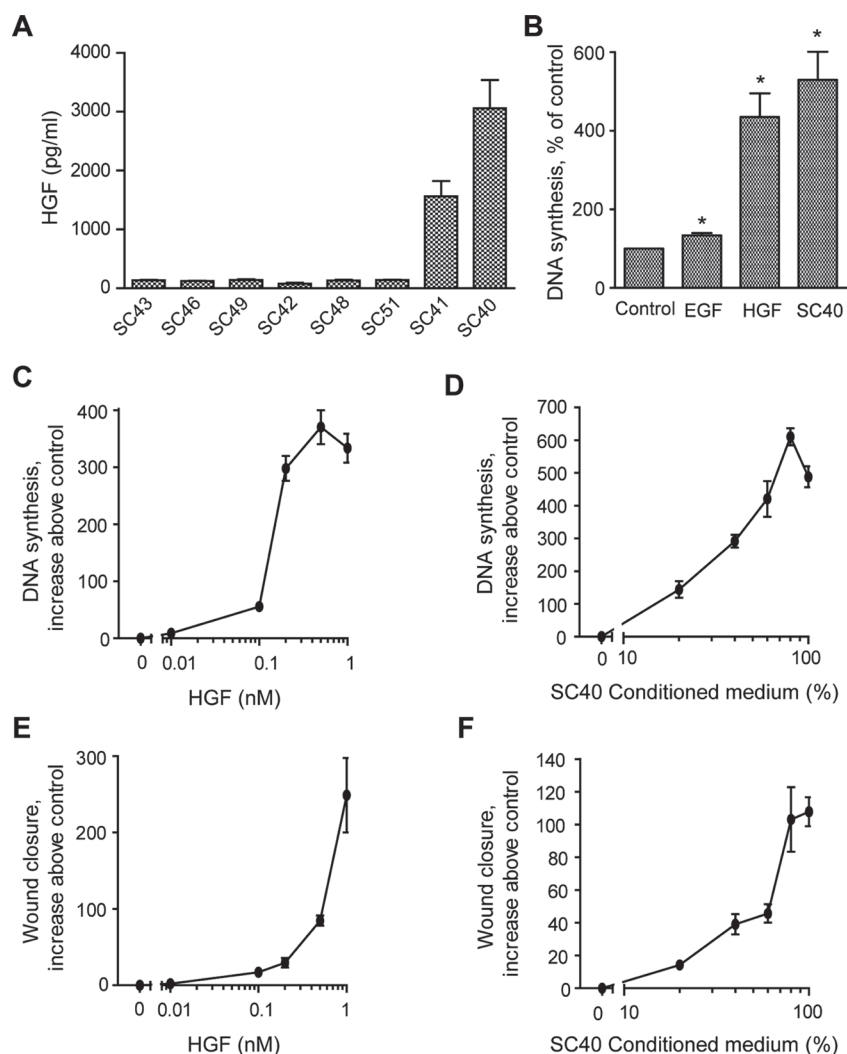 A
HGF (pg/ml)
4000
3000
2000
1000
0
SC43
SC46
SC49
SC42
SC48
SC51
SC41
SC40
B
DNA synthesis, % of control
600
400
200
0
*
*
*
Control
EGF
HGF
SC40
C
DNA synthesis,
increase above control
400
300
200
100
0
0
0.01
0.1
1
HGF (nM)
D
DNA synthesis,
increase above control
700
600
500
400
300
200
100
0
0
10
100
SC40 Conditioned medium (%)
E
Wound closure,
increase above control
300
200
100
0
0
0.01
0.1
1
HGF (nM)
F
Wound closure,
increase above control
140
120
100
80
60
40
20
0
0
10
100
SC40 Conditioned medium (%)